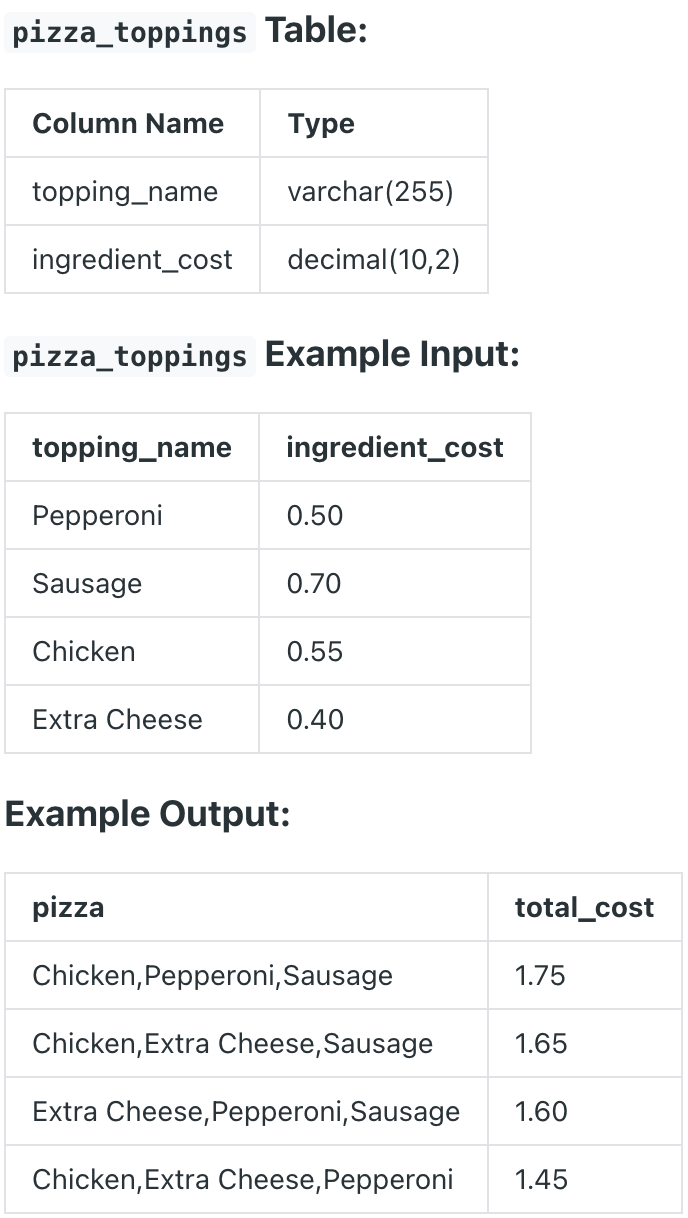 pizza_toppings Table:
Column Name Type
topping_name varchar(255)
ingredient_cost decimal(10,2)
pizza_toppings Example Input:
topping_name ingredient_cost
Pepperoni 0.50
Sausage 0.70
Chicken 0.55
Extra Cheese 0.40
Example Output:
pizza total_cost
Chicken,Pepperoni,Sausage 1.75
Chicken,Extra Cheese,Sausage 1.65
Extra Cheese,Pepperoni,Sausage 1.60
Chicken,Extra Cheese,Pepperoni 1.45